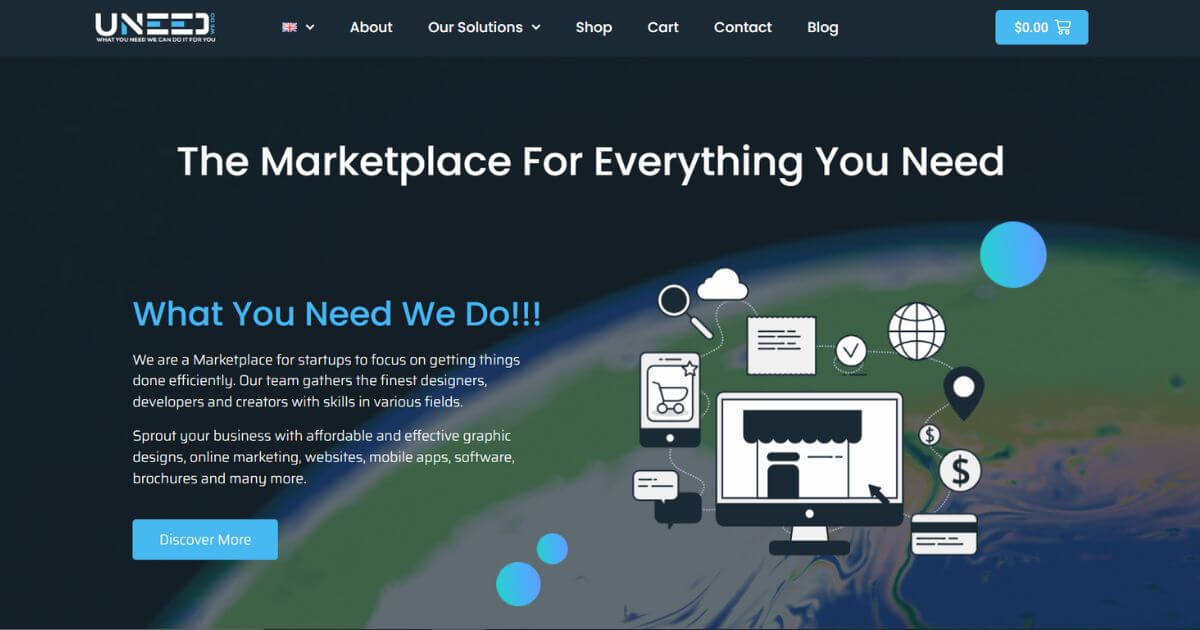 UNEED
WE DO
WHAT YOU NEED WE CAN DO IT FOR YOU
About
Our Solutions
Shop
Cart
Contact
Blog
$0.00
The Marketplace For Everything You Need
What You Need We Do!!!
We are a Marketplace for startups to focus on getting things
done efficiently. Our team gathers the finest designers,
developers and creators with skills in various fields.
Sprout your business with affordable and effective graphic
designs, online marketing, websites, mobile apps, software,
brochures and many more.
Discover More
$
$